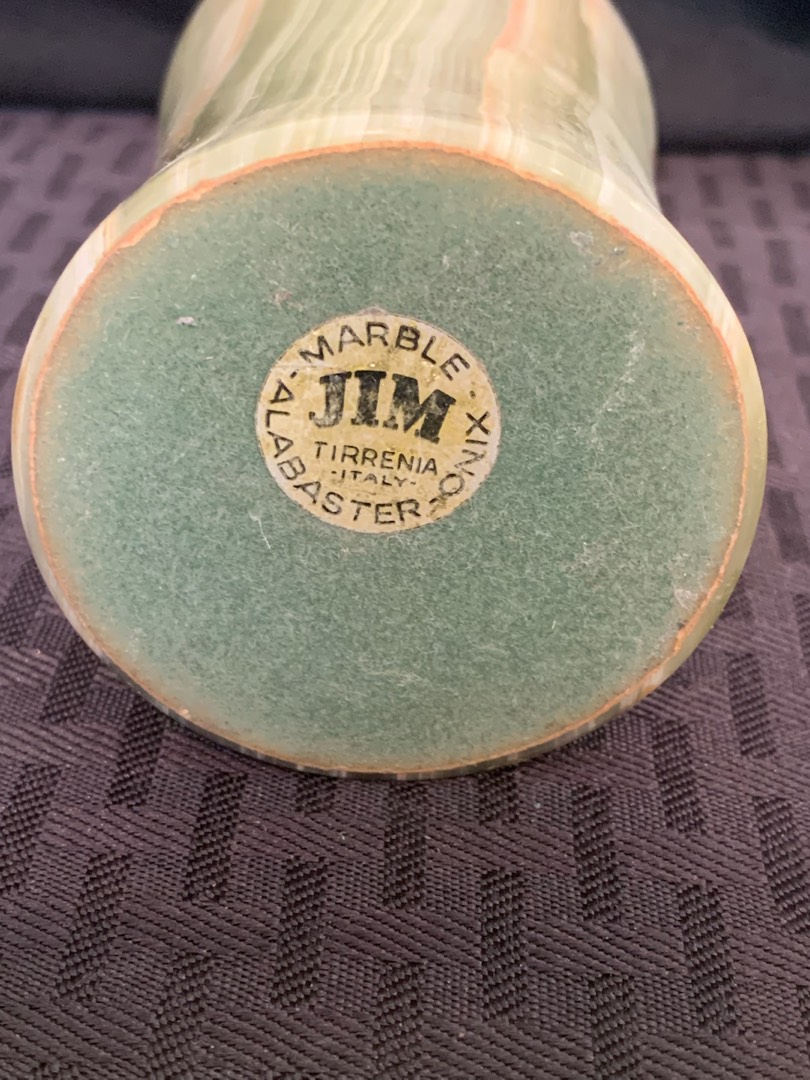 MARBLE
JIM
TIRRENIA
-ITALY-
ALABASTER-ONIX